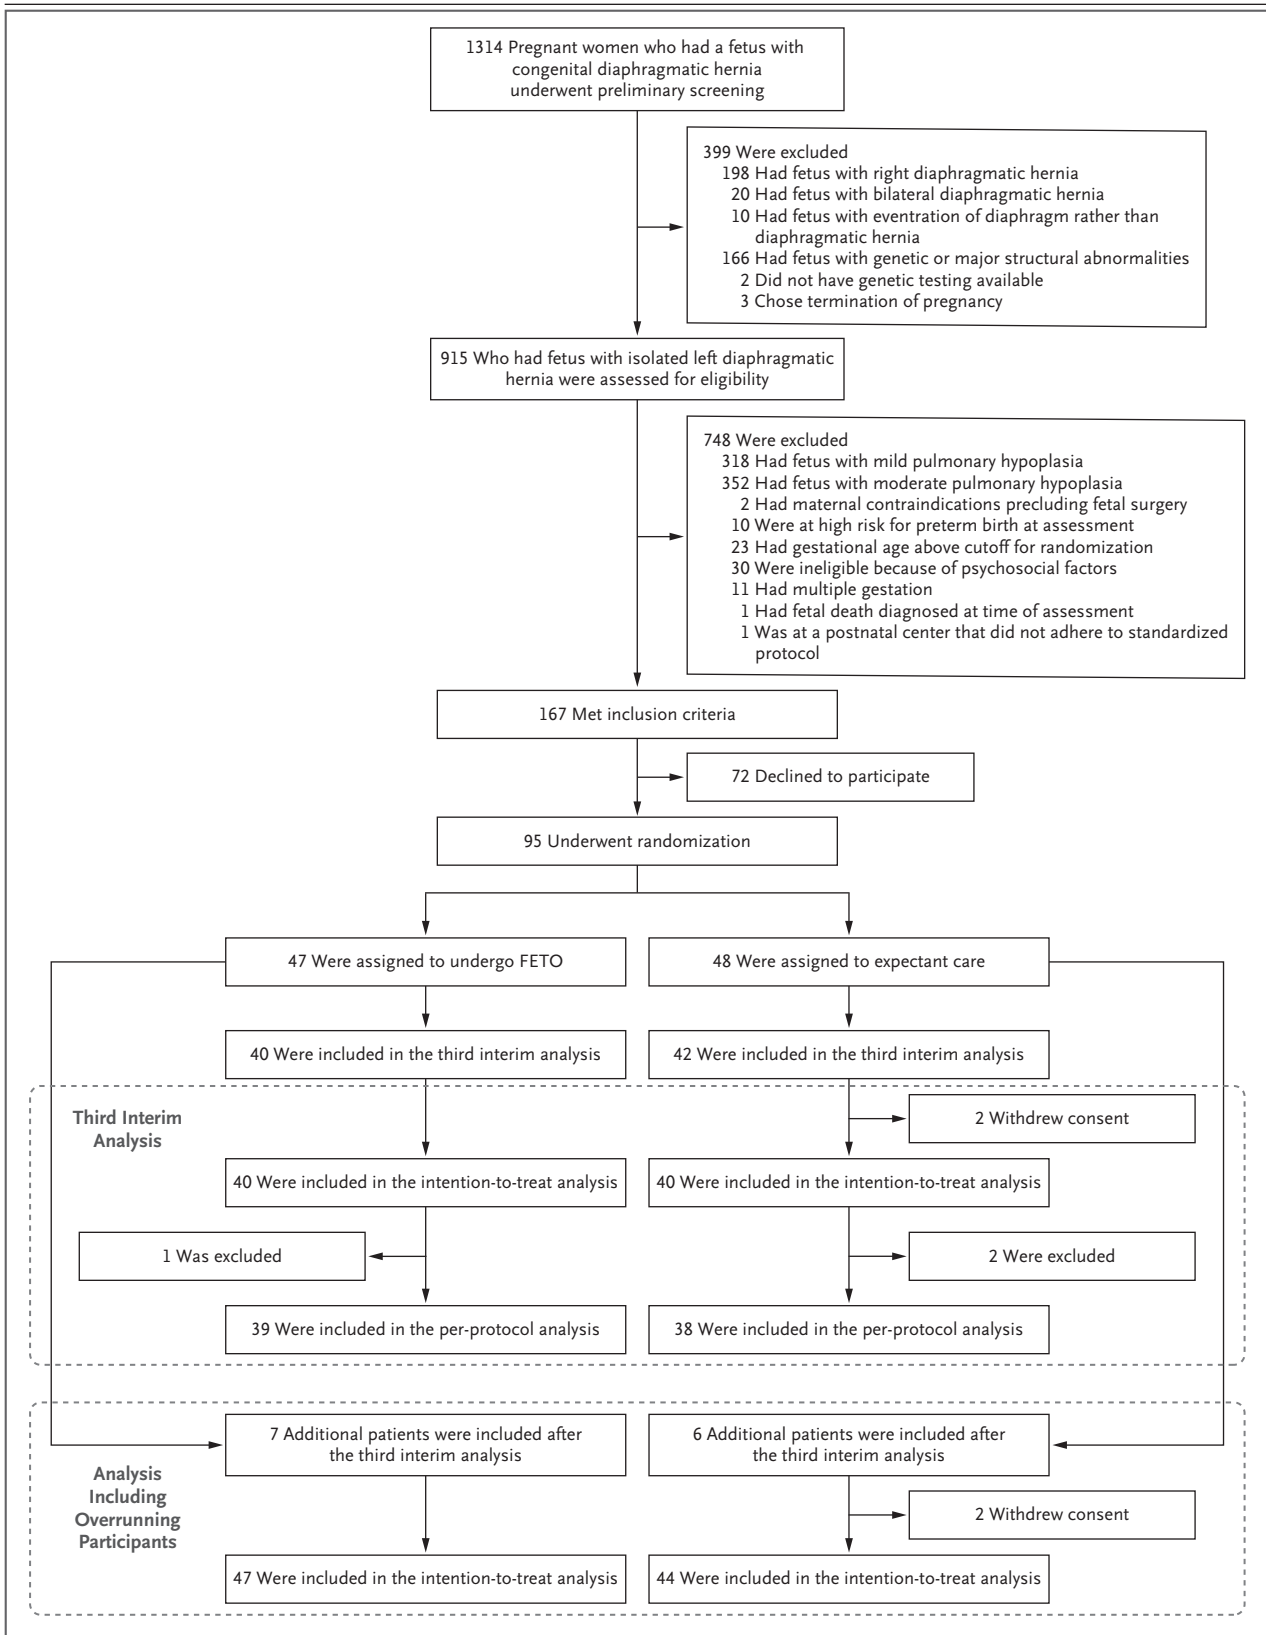 1314 Pregnant women who had a fetus with
congenital diaphragmatic hernia
underwent preliminary screening
399 Were excluded
198 Had fetus with right diaphragmatic hernia
20 Had fetus with bilateral diaphragmatic hernia
10 Had fetus with eventration of diaphragm rather than
diaphragmatic hernia
166 Had fetus with genetic or major structural abnormalities
2 Did not have genetic testing available
3 Chose termination of pregnancy
915 Who had fetus with isolated left diaphragmatic
hernia were assessed for eligibility
748 Were excluded
318 Had fetus with mild pulmonary hypoplasia
352 Had fetus with moderate pulmonary hypoplasia
2 Had maternal contraindications precluding fetal surgery
10 Were at high risk for preterm birth at assessment
23 Had gestational age above cutoff for randomization
30 Were ineligible because of psychosocial factors
11 Had multiple gestation
1 Had fetal death diagnosed at time of assessment
1 Was at a postnatal center that did not adhere to standardized
protocol
167 Met inclusion criteria
72 Declined to participate
95 Underwent randomization
47 Were assigned to undergo FETO
48 Were assigned to expectant care
40 Were included in the third interim analysis
42 Were included in the third interim analysis
Third Interim
Analysis
2 Withdrew consent
40 Were included in the intention-to-treat analysis
40 Were included in the intention-to-treat analysis
1 Was excluded
2 Were excluded
39 Were included in the per-protocol analysis
38 Were included in the per-protocol analysis
7 Additional patients were included after
the third interim analysis
6 Additional patients were included after
the third interim analysis
Analysis
Including
Overrunning
Participants
2 Withdrew consent
47 Were included in the intention-to-treat analysis
44 Were included in the intention-to-treat analysis